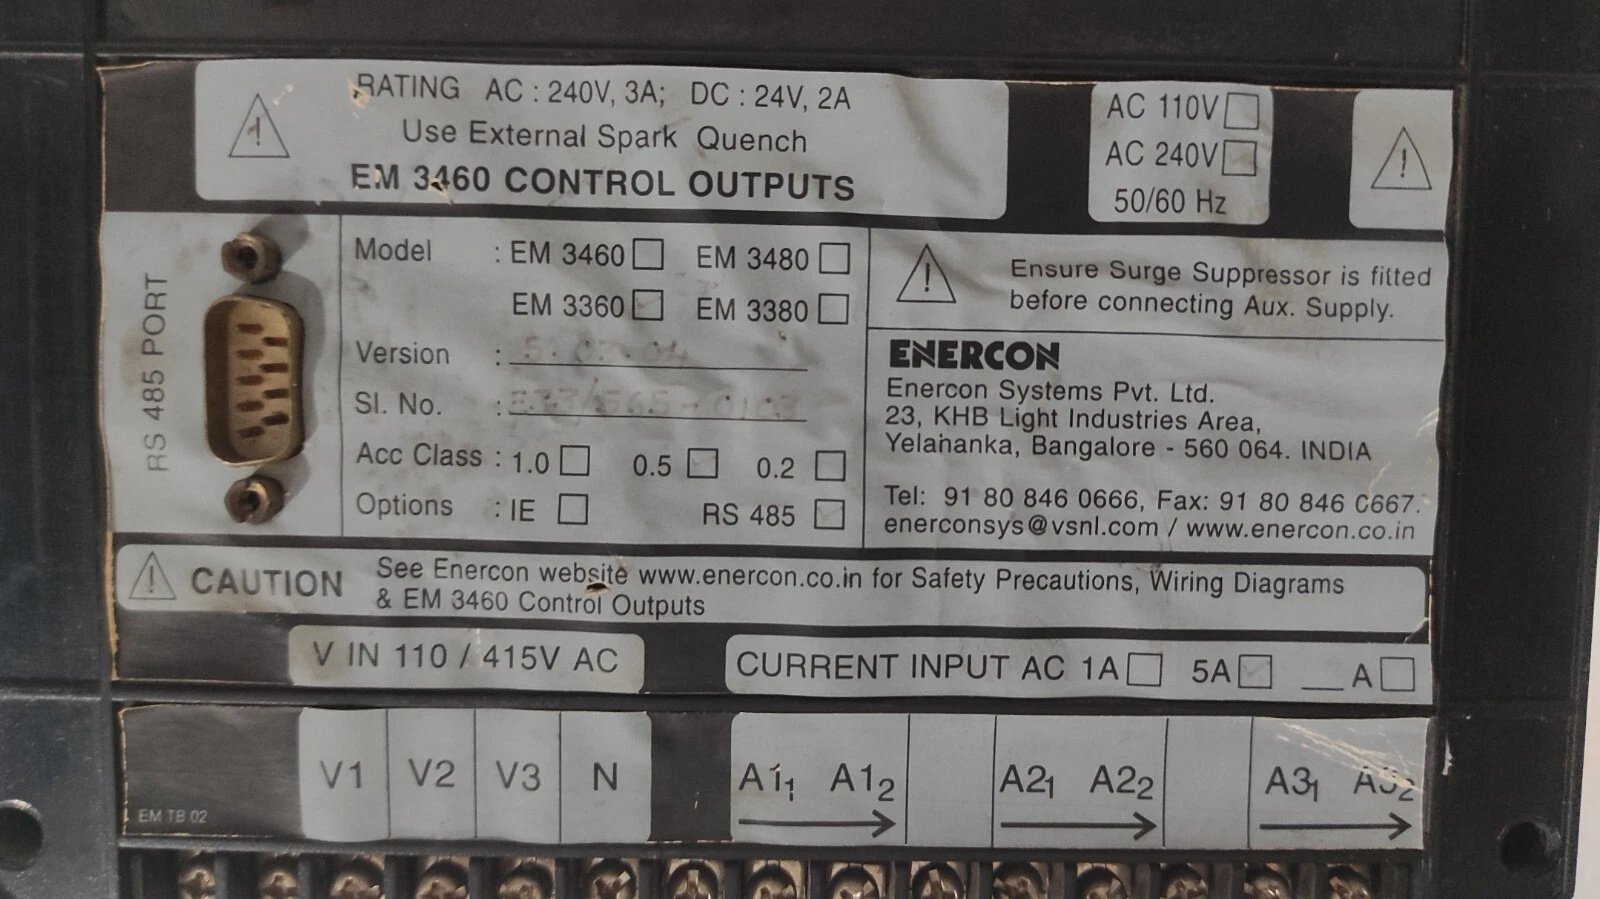 RATING AC : 240V, 3A; DC : 24V, 2A
Use External Spark Quench
EM 3460 CONTROL OUTPUTS
AC 110V
AC 240V
50/60 Hz
RS 485 PORT
Model : EM 3460 EM 3480
EM 3360 EM 3380
Version :
Sl. No. :
Acc Class : 1.0 0.5 0.2
Options : IE RS 485
Ensure Surge Suppressor is fitted
before connecting Aux. Supply.
ENERCON
Enercon Systems Pvt. Ltd.
23, KHB Light Industries Area,
Yelahanka, Bangalore - 560 064. INDIA
Tel: 91 80 846 0666, Fax: 91 80 846 0667.
enerconsys@vsnl.com / www.enercon.co.in
CAUTION
See Enercon website www.enercon.co.in for Safety Precautions, Wiring Diagrams
& EM 3460 Control Outputs
V IN 110 / 415V AC
CURRENT INPUT AC 1A 5A __ A
V1 V2 V3 N A1₁ A1₂ A2₁ A2₂ A3₁ A3₂
EM TB 02